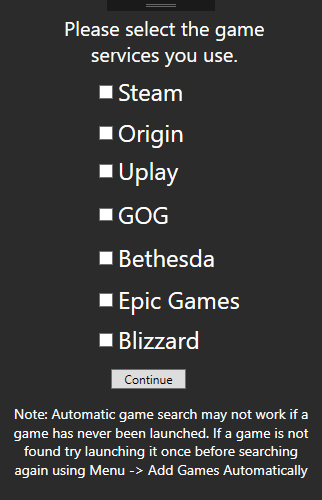 Please select the game
services you use.
Steam
Origin
Uplay
GOG
Bethesda
Epic Games
Blizzard
Continue
Note: Automatic game search may not work if a
game has never been launched. If a game is not
found try launching it once before searching
again using Menu -> Add Games Automatically